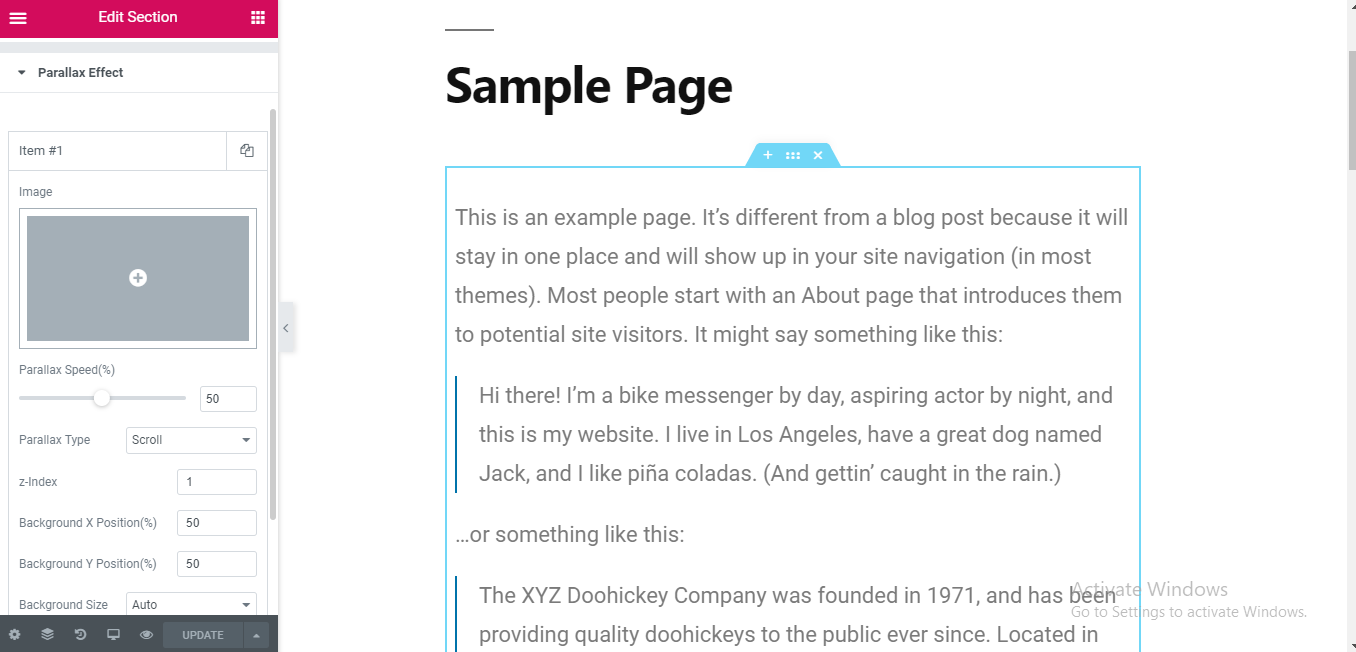 Edit Section
Parallax Effect
Item #1
Image
Parallax Speed(%)
50
Parallax Type
Scroll
z-Index
1
Background X Position(%)
50
Background Y Position(%)
50
Background Size
Auto
UPDATE
Sample Page
This is an example page. It’s different from a blog post because it will
stay in one place and will show up in your site navigation (in most
themes). Most people start with an About page that introduces them
to potential site visitors. It might say something like this:
Hi there! I’m a bike messenger by day, aspiring actor by night, and
this is my website. I live in Los Angeles, have a great dog named
Jack, and I like piña coladas. (And gettin’ caught in the rain.)
…or something like this:
The XYZ Doohickey Company was founded in 1971, and has been
providing quality doohickeys to the public ever since. Located in
Activate Windows
Go to Settings to activate Windows.